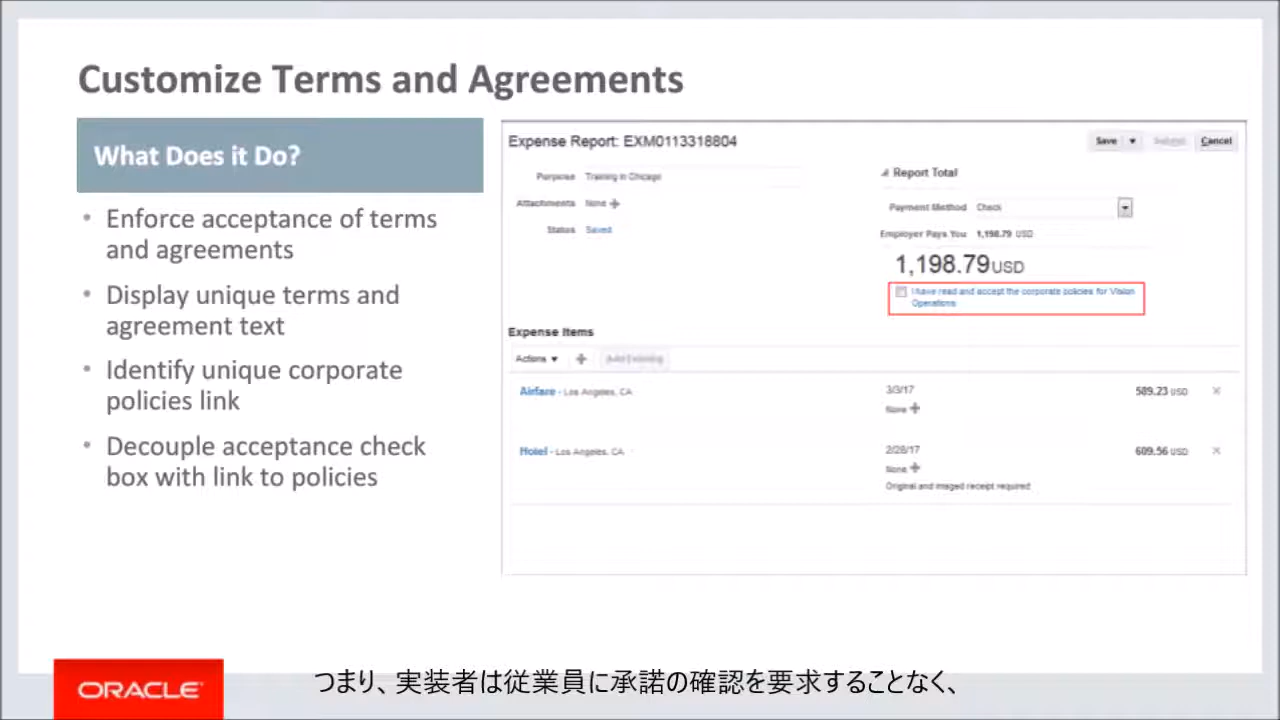 Customize Terms and Agreements
What Does it Do?
• Enforce acceptance of terms
and agreements
• Display unique terms and
agreement text
• Identify unique corporate
policies link
• Decouple acceptance check
box with link to policies
Expense Report: EXM0113318804
Save
Submit
Cancel
Purpose Training in Chicago
Attachments None
Status Saved
Report Total
Payment Method Check
Employer Pays You 1,198.79 USD
1,198.79 USD
I have read and accept the corporate policies for Vision
Operations
Expense Items
Actions
Add Existing
Airfare - Los Angeles, CA
3/3/17
589.23 USD
None
Hotel - Los Angeles, CA
2/28/17
609.56 USD
None
Original and imaged receipt required
ORACLE
つまり、実装者は従業員に承諾の確認を要求することなく、